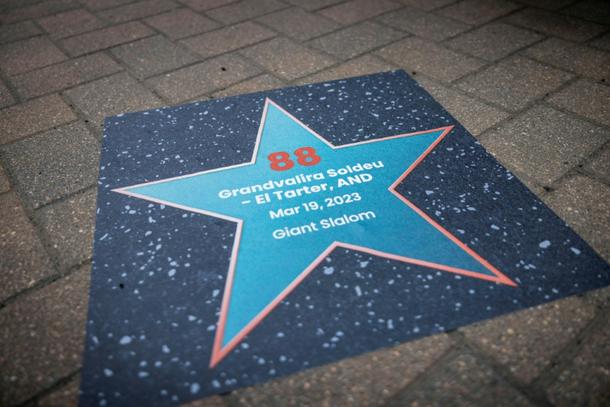 88
Grandvalira Soldeu
– El Tarter, AND
Mar 19, 2023
Giant Slalom